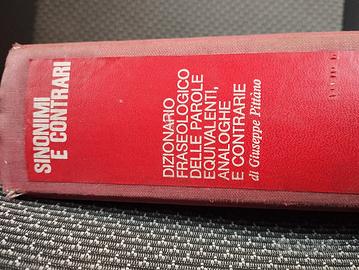 SINONIMI
E CONTRARI
DIZIONARIO
FRASEOLOGICO
DELLE PAROLE
EQUIVALENTI,
ANALOGHE
E CONTRARIE
di Giuseppe Pittàno